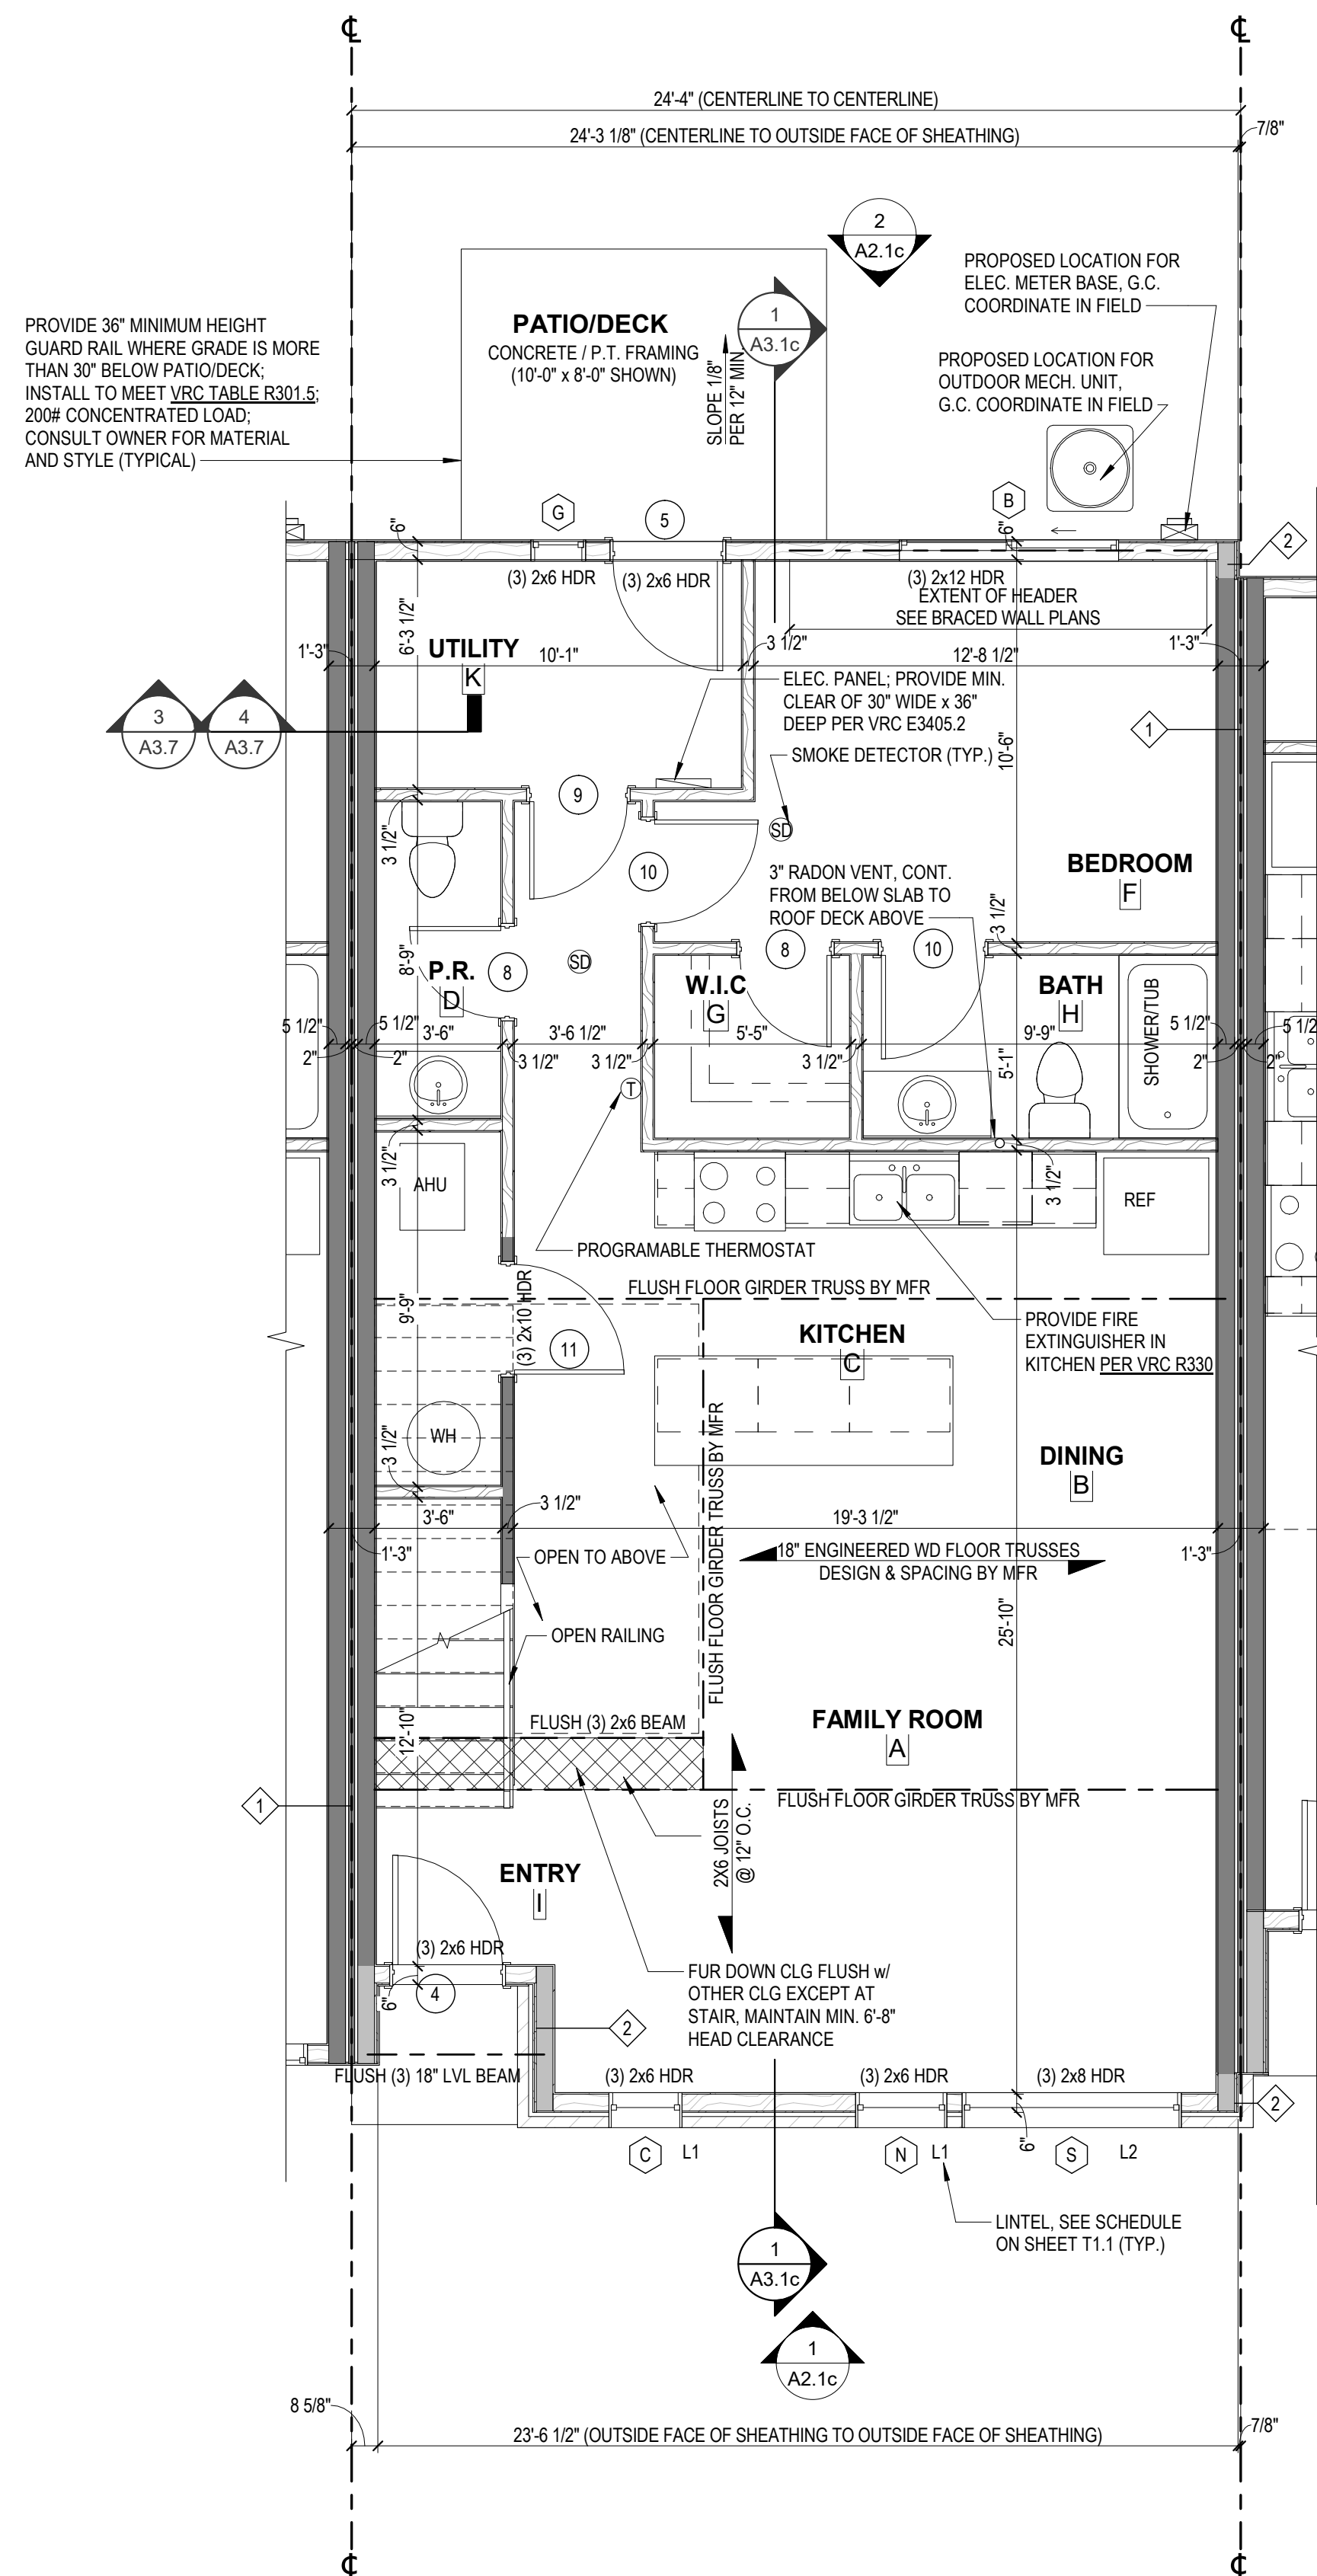 ℄
℄
24'-4" (CENTERLINE TO CENTERLINE)
24'-3 1/8" (CENTERLINE TO OUTSIDE FACE OF SHEATHING)
7/8"
2
A2.1c
PROPOSED LOCATION FOR
ELEC. METER BASE, G.C.
COORDINATE IN FIELD
PROVIDE 36" MINIMUM HEIGHT
GUARD RAIL WHERE GRADE IS MORE
THAN 30" BELOW PATIO/DECK;
INSTALL TO MEET VRC TABLE R301.5;
200# CONCENTRATED LOAD;
CONSULT OWNER FOR MATERIAL
AND STYLE (TYPICAL)
PATIO/DECK
CONCRETE / P.T. FRAMING
(10'-0" x 8'-0" SHOWN)
1
A3.1c
SLOPE 1/8"
PER 12" MIN.
PROPOSED LOCATION FOR
OUTDOOR MECH. UNIT,
G.C. COORDINATE IN FIELD
G
5
B
6"
6"
2
(3) 2x6 HDR
(3) 2x6 HDR
(3) 2x12 HDR
EXTENT OF HEADER
SEE BRACED WALL PLANS
6'-3 1/2"
UTILITY
K
1'-3"
10'-1"
3 1/2"
12'-8 1/2"
1'-3"
ELEC. PANEL; PROVIDE MIN.
CLEAR OF 30" WIDE x 36"
DEEP PER VRC E3405.2
3
A3.7
4
A3.7
1
SMOKE DETECTOR (TYP.)
10'-6"
9
SD
3 1/2"
10
3" RADON VENT, CONT.
FROM BELOW SLAB TO
ROOF DECK ABOVE
BEDROOM
F
3 1/2"
8'-9"
P.R.
D
8
SD
8
10
W.I.C
G
BATH
H
SHOWER/TUB
5 1/2"
2"
5 1/2"
2"
3'-6"
3 1/2"
3'-6 1/2"
3 1/2"
5'-5"
3 1/2"
9'-9"
5'-1"
5 1/2"
2"
5 1/2"
2"
T
3 1/2"
AHU
3 1/2"
REF
PROGRAMABLE THERMOSTAT
FLUSH FLOOR GIRDER TRUSS BY MFR
9'-9"
(3) 2x10 HDR
11
KITCHEN
C
PROVIDE FIRE
EXTINGUISHER IN
KITCHEN PER VRC R330
WH
3 1/2"
FLUSH FLOOR GIRDER TRUSS BY MFR
DINING
B
3'-6"
3 1/2"
19'-3 1/2"
1'-3"
OPEN TO ABOVE
18" ENGINEERED WD FLOOR TRUSSES
DESIGN & SPACING BY MFR
1'-3"
OPEN RAILING
25'-10"
12'-10"
FLUSH (3) 2x6 BEAM
FAMILY ROOM
A
FLUSH FLOOR GIRDER TRUSS BY MFR
1
2X6 JOISTS
@ 12" O.C.
ENTRY
I
(3) 2x6 HDR
6"
4
FUR DOWN CLG FLUSH w/
OTHER CLG EXCEPT AT
STAIR, MAINTAIN MIN. 6'-8"
HEAD CLEARANCE
2
FLUSH (3) 18" LVL BEAM
(3) 2x6 HDR
(3) 2x6 HDR
(3) 2x8 HDR
2
6"
C
L1
N
L1
S
L2
LINTEL, SEE SCHEDULE
ON SHEET T1.1 (TYP.)
1
A3.1c
1
A2.1c
8 5/8"
23'-6 1/2" (OUTSIDE FACE OF SHEATHING TO OUTSIDE FACE OF SHEATHING)
7/8"
℄
℄